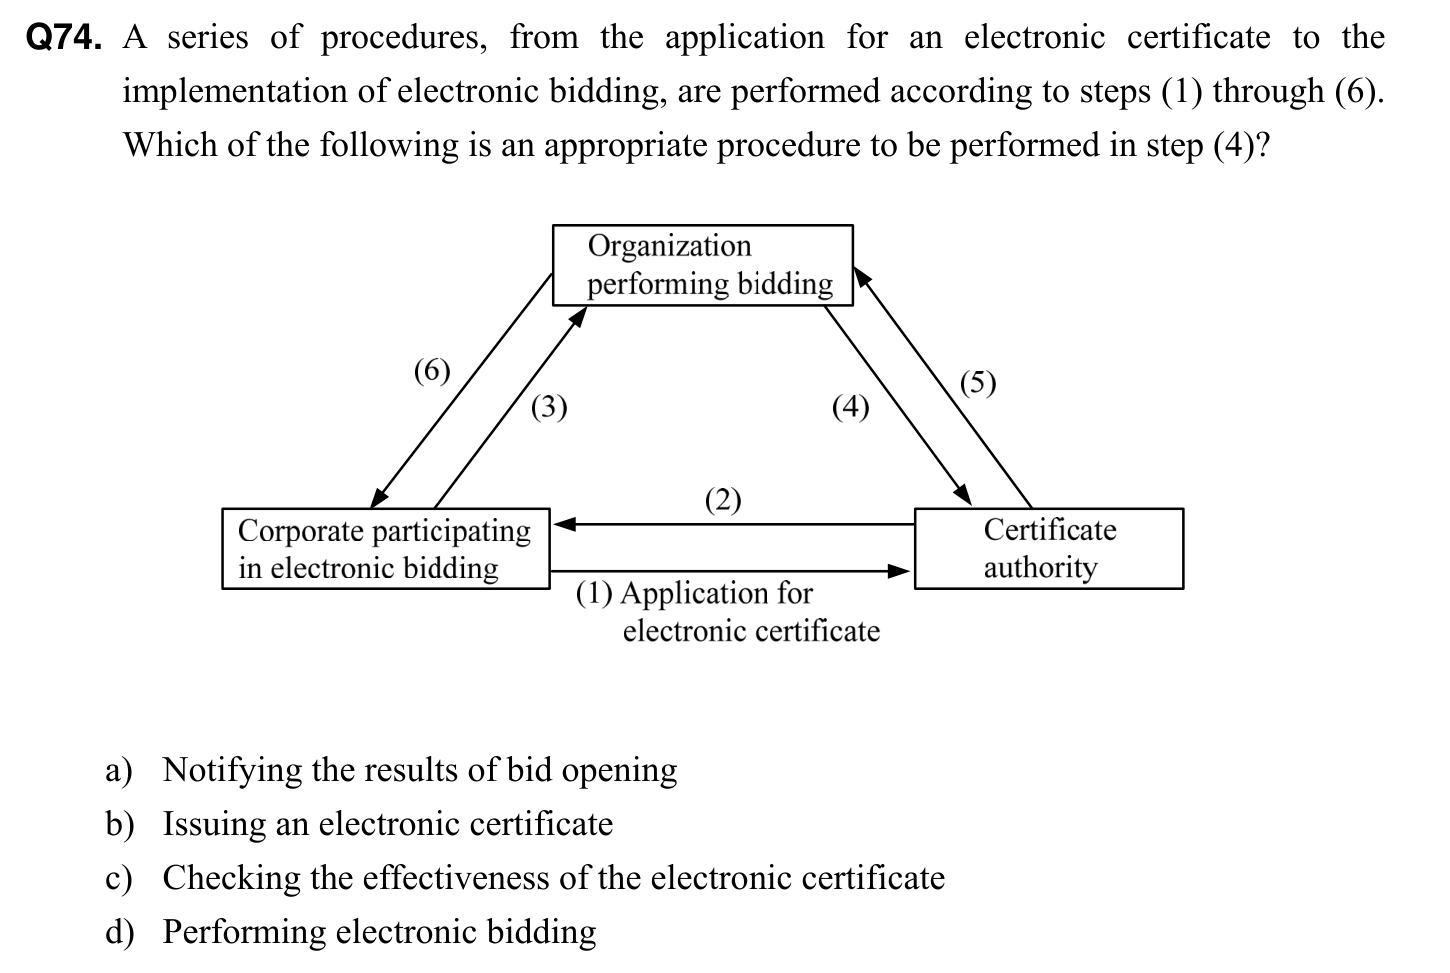 Q74. A series of procedures, from the application for an electronic certificate to the
implementation of electronic bidding, are performed according to steps (1) through (6).
Which of the following is an appropriate procedure to be performed in step (4)?
Organization
performing bidding
(6)
(3)
(4)
(5)
(2)
Corporate participating
in electronic bidding
Certificate
authority
(1) Application for
electronic certificate
a) Notifying the results of bid opening
b) Issuing an electronic certificate
c) Checking the effectiveness of the electronic certificate
d) Performing electronic bidding